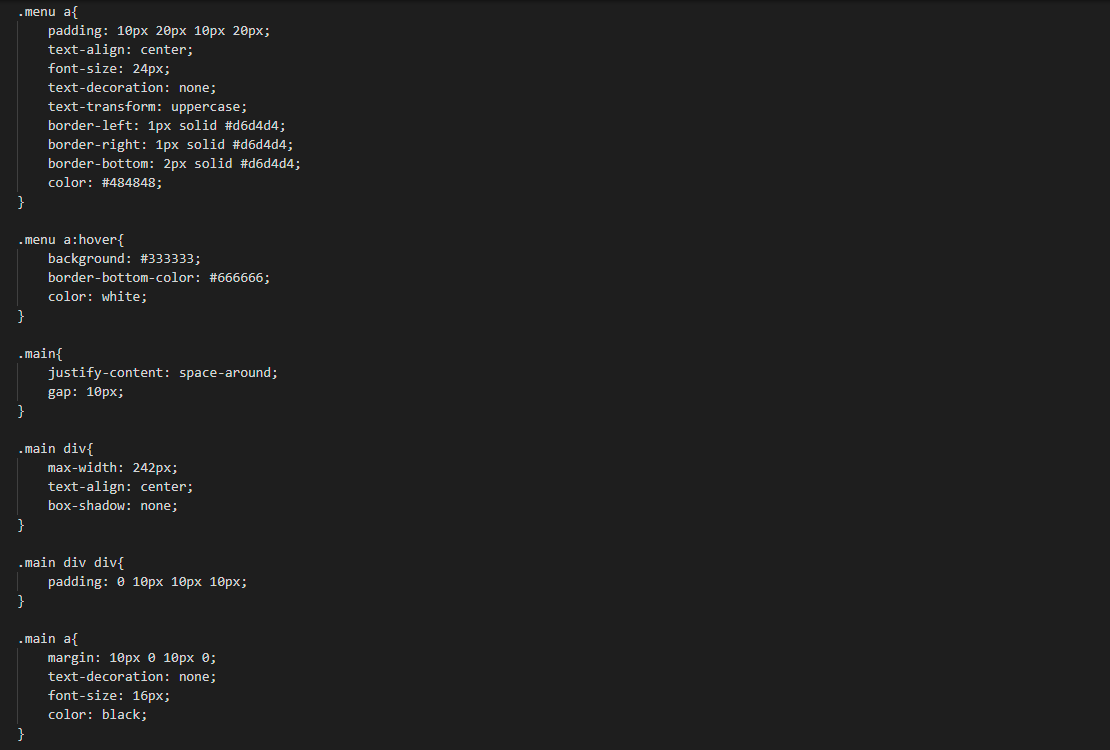 .menu a{
    padding: 10px 20px 10px 20px;
    text-align: center;
    font-size: 24px;
    text-decoration: none;
    text-transform: uppercase;
    border-left: 1px solid #d6d4d4;
    border-right: 1px solid #d6d4d4;
    border-bottom: 2px solid #d6d4d4;
    color: #484848;
}

.menu a:hover{
    background: #333333;
    border-bottom-color: #666666;
    color: white;
}

.main{
    justify-content: space-around;
    gap: 10px;
}

.main div{
    max-width: 242px;
    text-align: center;
    box-shadow: none;
}

.main div div{
    padding: 0 10px 10px 10px;
}

.main a{
    margin: 10px 0 10px 0;
    text-decoration: none;
    font-size: 16px;
    color: black;
}